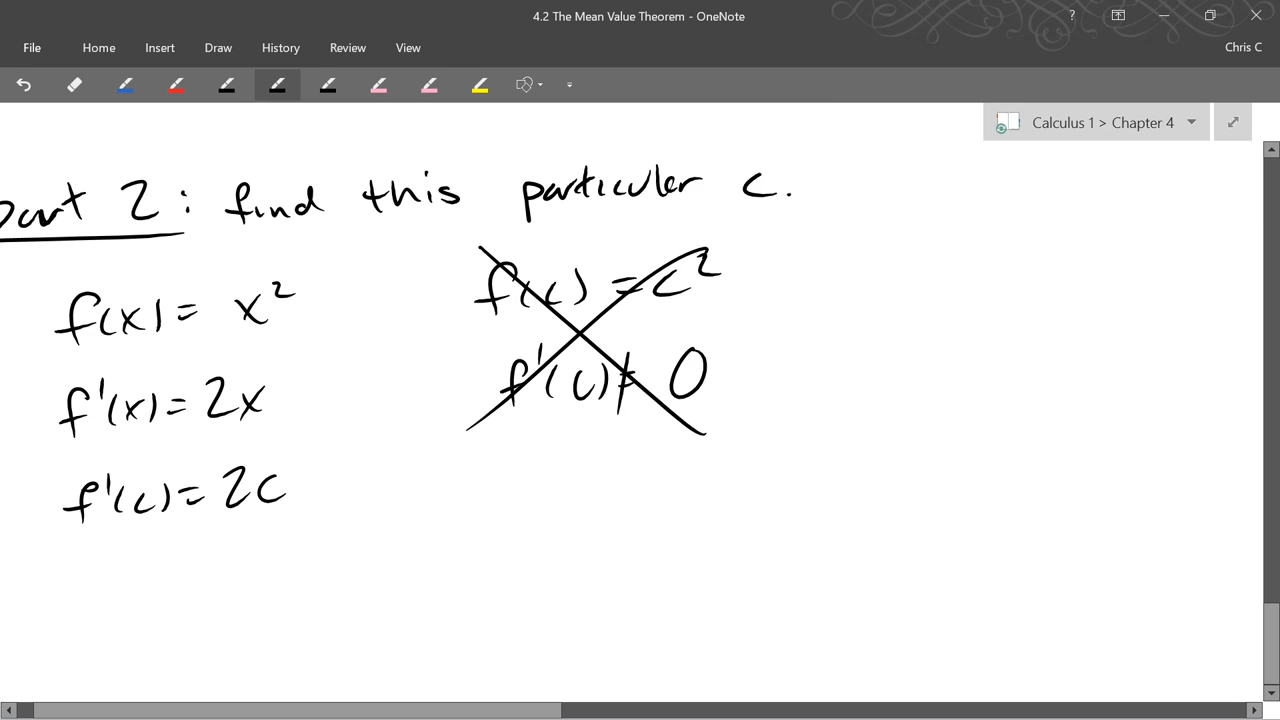 4.2 The Mean Value Theorem - OneNote
?
File Home Insert Draw History Review View
Chris C
Calculus 1 > Chapter 4
part 2: find this particuler c.
f(x) = x²
f(c) = c²
f'(x) = 2x
f'(c) ≠ 0
f'(c) = 2c